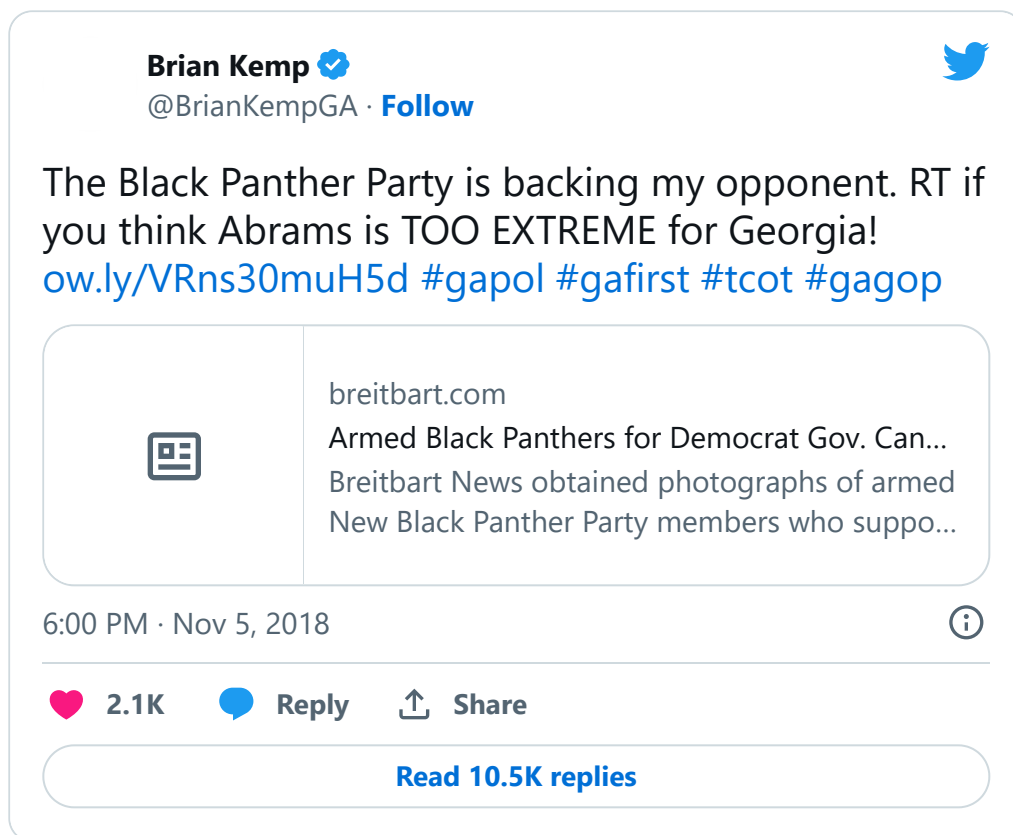 Brian Kemp
@BrianKempGA · Follow
The Black Panther Party is backing my opponent. RT if
you think Abrams is TOO EXTREME for Georgia!
ow.ly/VRns30muH5d #gapol #gafirst #tcot #gagop
breitbart.com
Armed Black Panthers for Democrat Gov. Can...
Breitbart News obtained photographs of armed
New Black Panther Party members who suppo...
6:00 PM · Nov 5, 2018
2.1K Reply Share
Read 10.5K replies